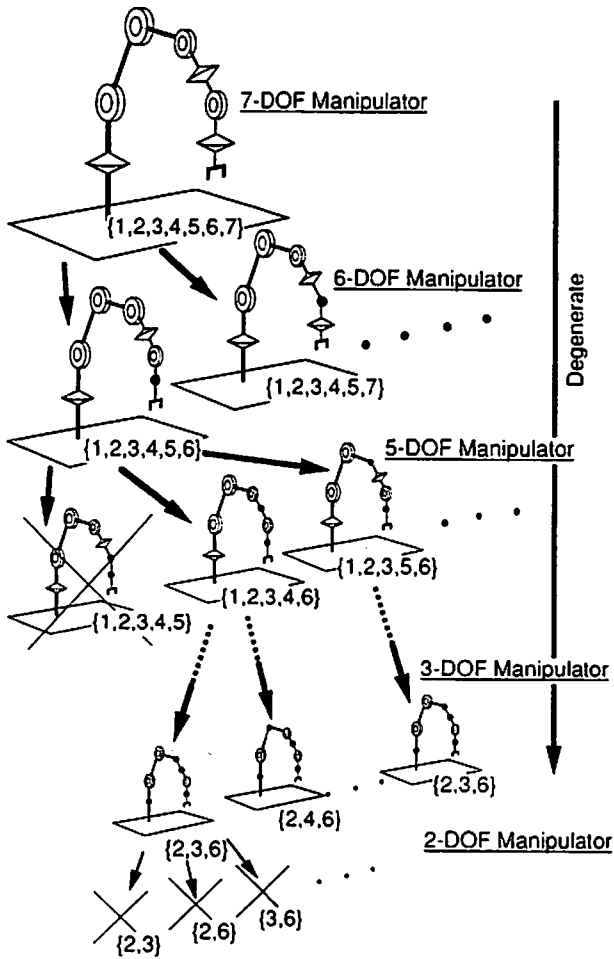 7-DOF Manipulator
{1,2,3,4,5,6,7}
6-DOF Manipulator
Degenerate
{1,2,3,4,5,7}
{1,2,3,4,5,6}
5-DOF Manipulator
{1,2,3,5,6}
{1,2,3,4,6}
{1,2,3,4,5}
3-DOF Manipulator
{2,3,6}
{2,4,6}
{2,3,6}
2-DOF Manipulator
{2,3}
{2,6}
{3,6}